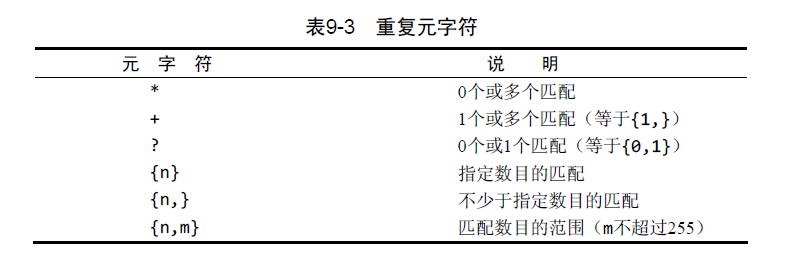 表9-3 重复元字符
元 字 符 说 明
* 0个或多个匹配
+ 1个或多个匹配（等于{1,}）
? 0个或1个匹配（等于{0,1}）
{n} 指定数目的匹配
{n,} 不少于指定数目的匹配
{n,m} 匹配数目的范围（m不超过255）